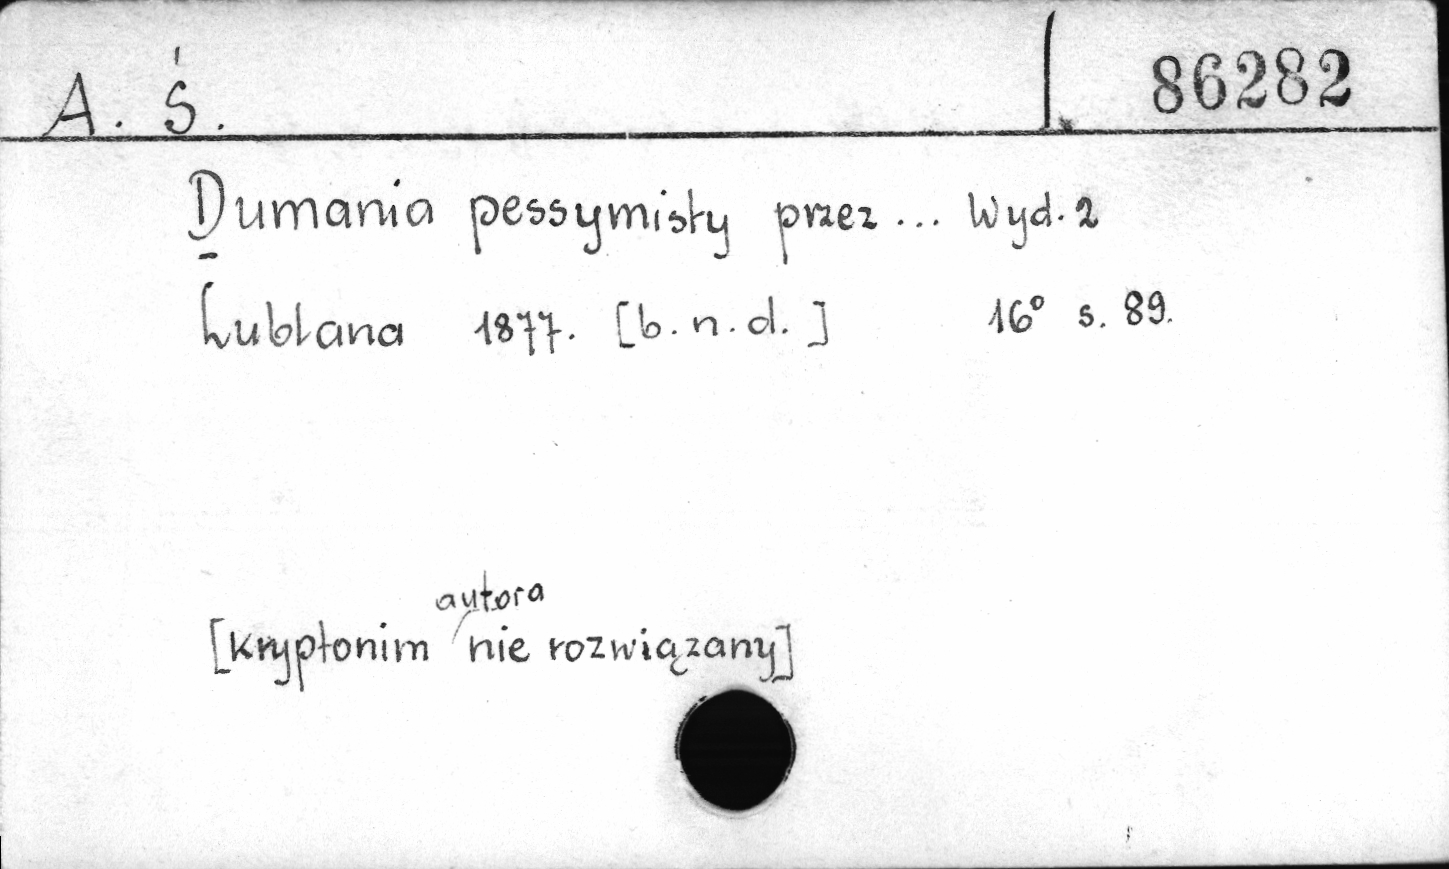 A. Ś. 86282
Dumania pessymisty przez... Wyd. 2
Lublana 1877. [b.n.d.] 16° s. 89.
autora
[kryptonim nie rozwiązany]